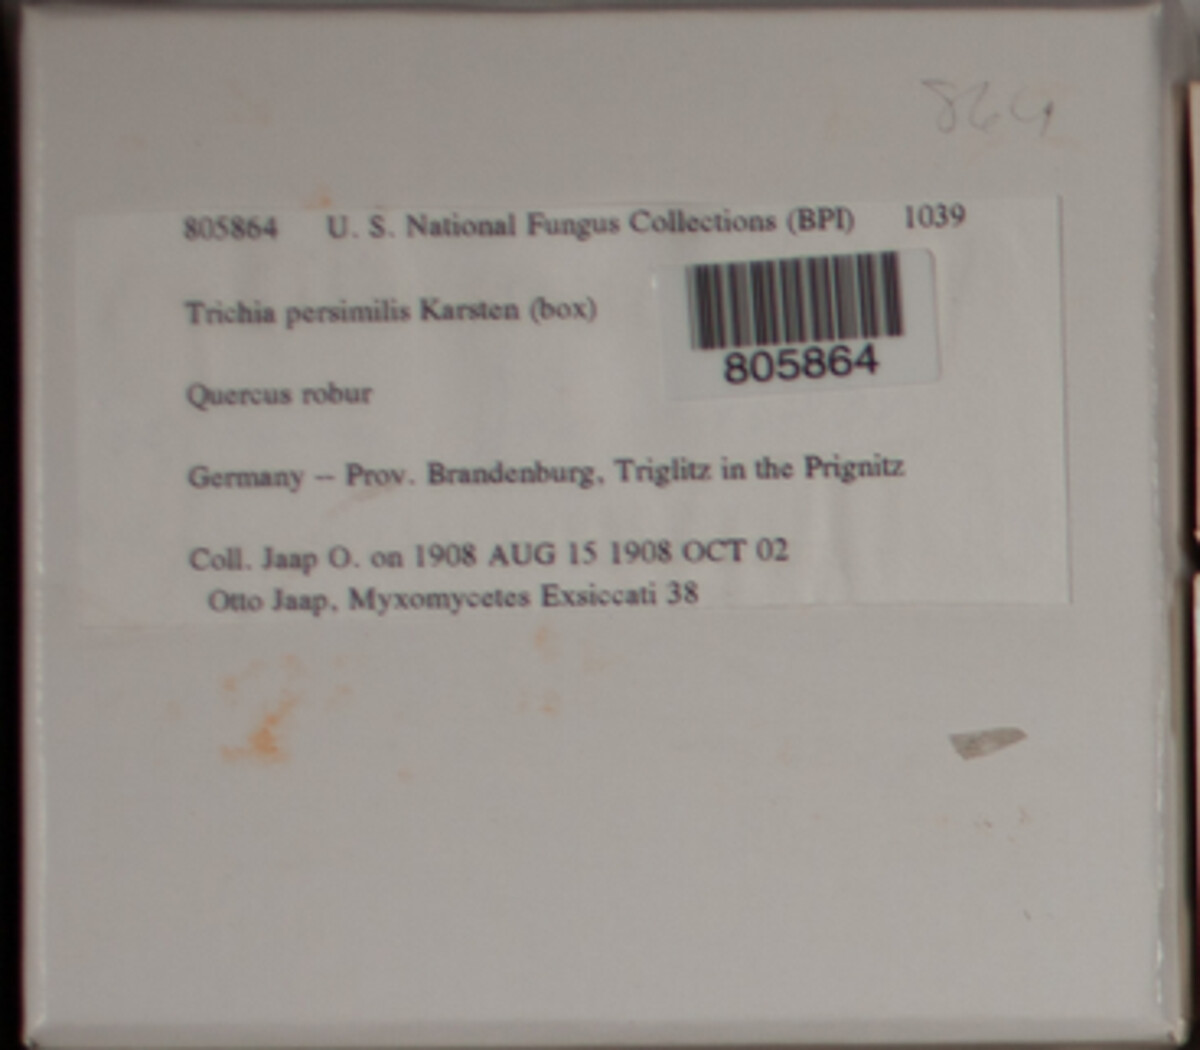 864
805864 U. S. National Fungus Collections (BPI) 1039
Trichia persimilis Karsten (box)
805864
Quercus robur
Germany -- Prov. Brandenburg, Triglitz in the Prignitz
Coll. Jaap O. on 1908 AUG 15 1908 OCT 02
Otto Jaap, Myxomycetes Exsiccati 38